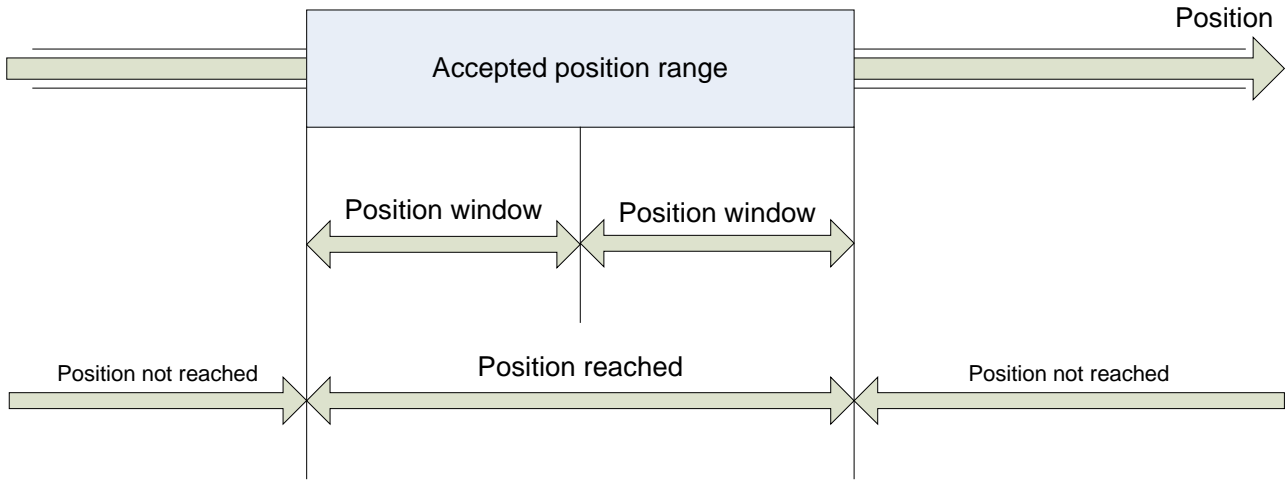 Position
Accepted position range
Position window
Position window
Position not reached
Position reached
Position not reached